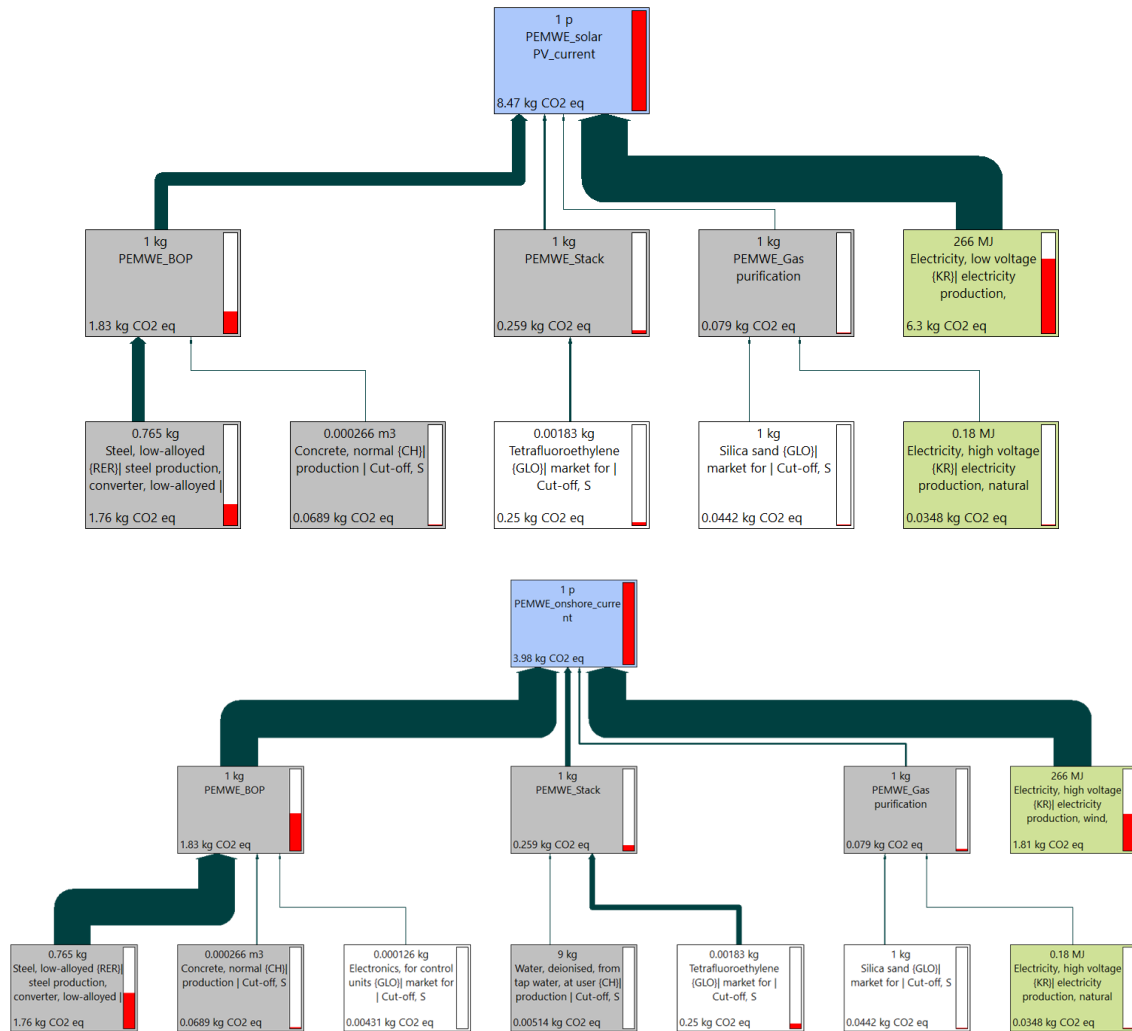 1 p
PEMWE_solar
PV_current
8.47 kg CO2 eq
1 kg
PEMWE_BOP
1.83 kg CO2 eq
1 kg
PEMWE_Stack
0.259 kg CO2 eq
1 kg
PEMWE_Gas
purification
0.079 kg CO2 eq
266 MJ
Electricity, low voltage
{KR}| electricity
production,
6.3 kg CO2 eq
0.765 kg
Steel, low-alloyed
{RER}| steel production,
converter, low-alloyed |
1.76 kg CO2 eq
0.000266 m3
Concrete, normal {CH}|
production | Cut-off, S
0.0689 kg CO2 eq
0.00183 kg
Tetrafluoroethylene
{GLO}| market for |
Cut-off, S
0.25 kg CO2 eq
1 kg
Silica sand {GLO}|
market for | Cut-off, S
0.0442 kg CO2 eq
0.18 MJ
Electricity, high voltage
{KR}| electricity
production, natural
0.0348 kg CO2 eq
1 p
PEMWE_onshore_curre
nt
3.98 kg CO2 eq
1 kg
PEMWE_BOP
1.83 kg CO2 eq
1 kg
PEMWE_Stack
0.259 kg CO2 eq
1 kg
PEMWE_Gas
purification
0.079 kg CO2 eq
266 MJ
Electricity, high voltage
{KR}| electricity
production, wind,
1.81 kg CO2 eq
0.765 kg
Steel, low-alloyed {RER}|
steel production,
converter, low-alloyed |
1.76 kg CO2 eq
0.000266 m3
Concrete, normal {CH}|
production | Cut-off, S
0.0689 kg CO2 eq
0.000126 kg
Electronics, for control
units {GLO}| market for
| Cut-off, S
0.00431 kg CO2 eq
9 kg
Water, deionised, from
tap water, at user {CH}|
production | Cut-off, S
0.00514 kg CO2 eq
0.00183 kg
Tetrafluoroethylene
{GLO}| market for |
Cut-off, S
0.25 kg CO2 eq
1 kg
Silica sand {GLO}|
market for | Cut-off, S
0.0442 kg CO2 eq
0.18 MJ
Electricity, high voltage
{KR}| electricity
production, natural
0.0348 kg CO2 eq